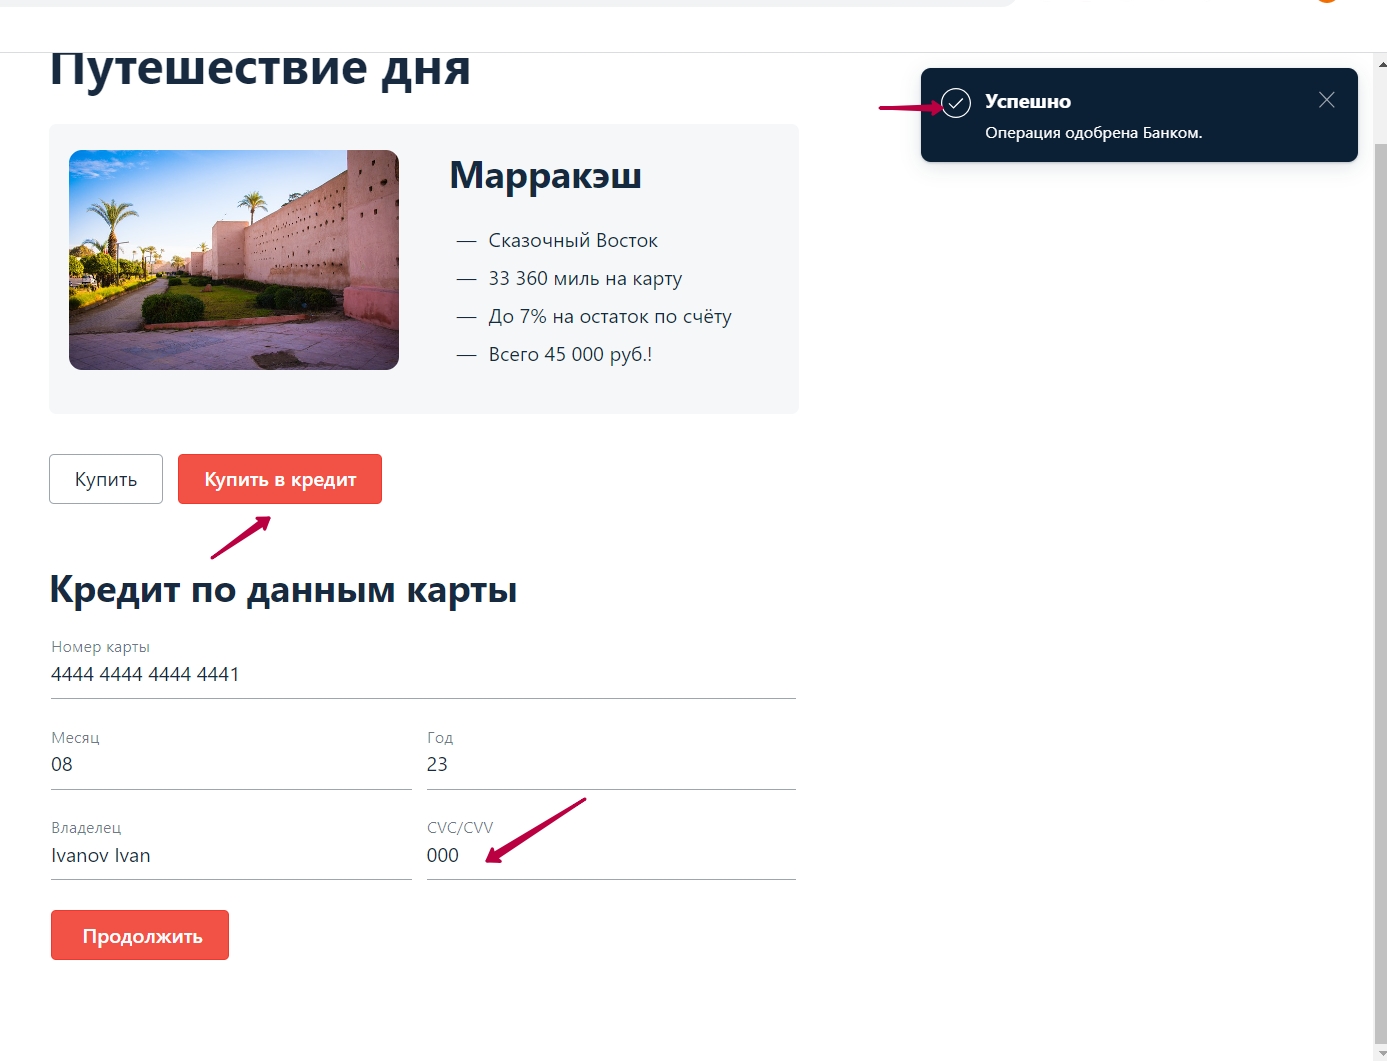 Путешествие дня
Успешно
Операция одобрена Банком.
Марракэш
— Сказочный Восток
— 33 360 миль на карту
— До 7% на остаток по счёту
— Всего 45 000 руб.!
Купить
Купить в кредит
Кредит по данным карты
Номер карты
4444 4444 4444 4441
Месяц
08
Год
23
Владелец
Ivanov Ivan
CVC/CVV
000
Продолжить